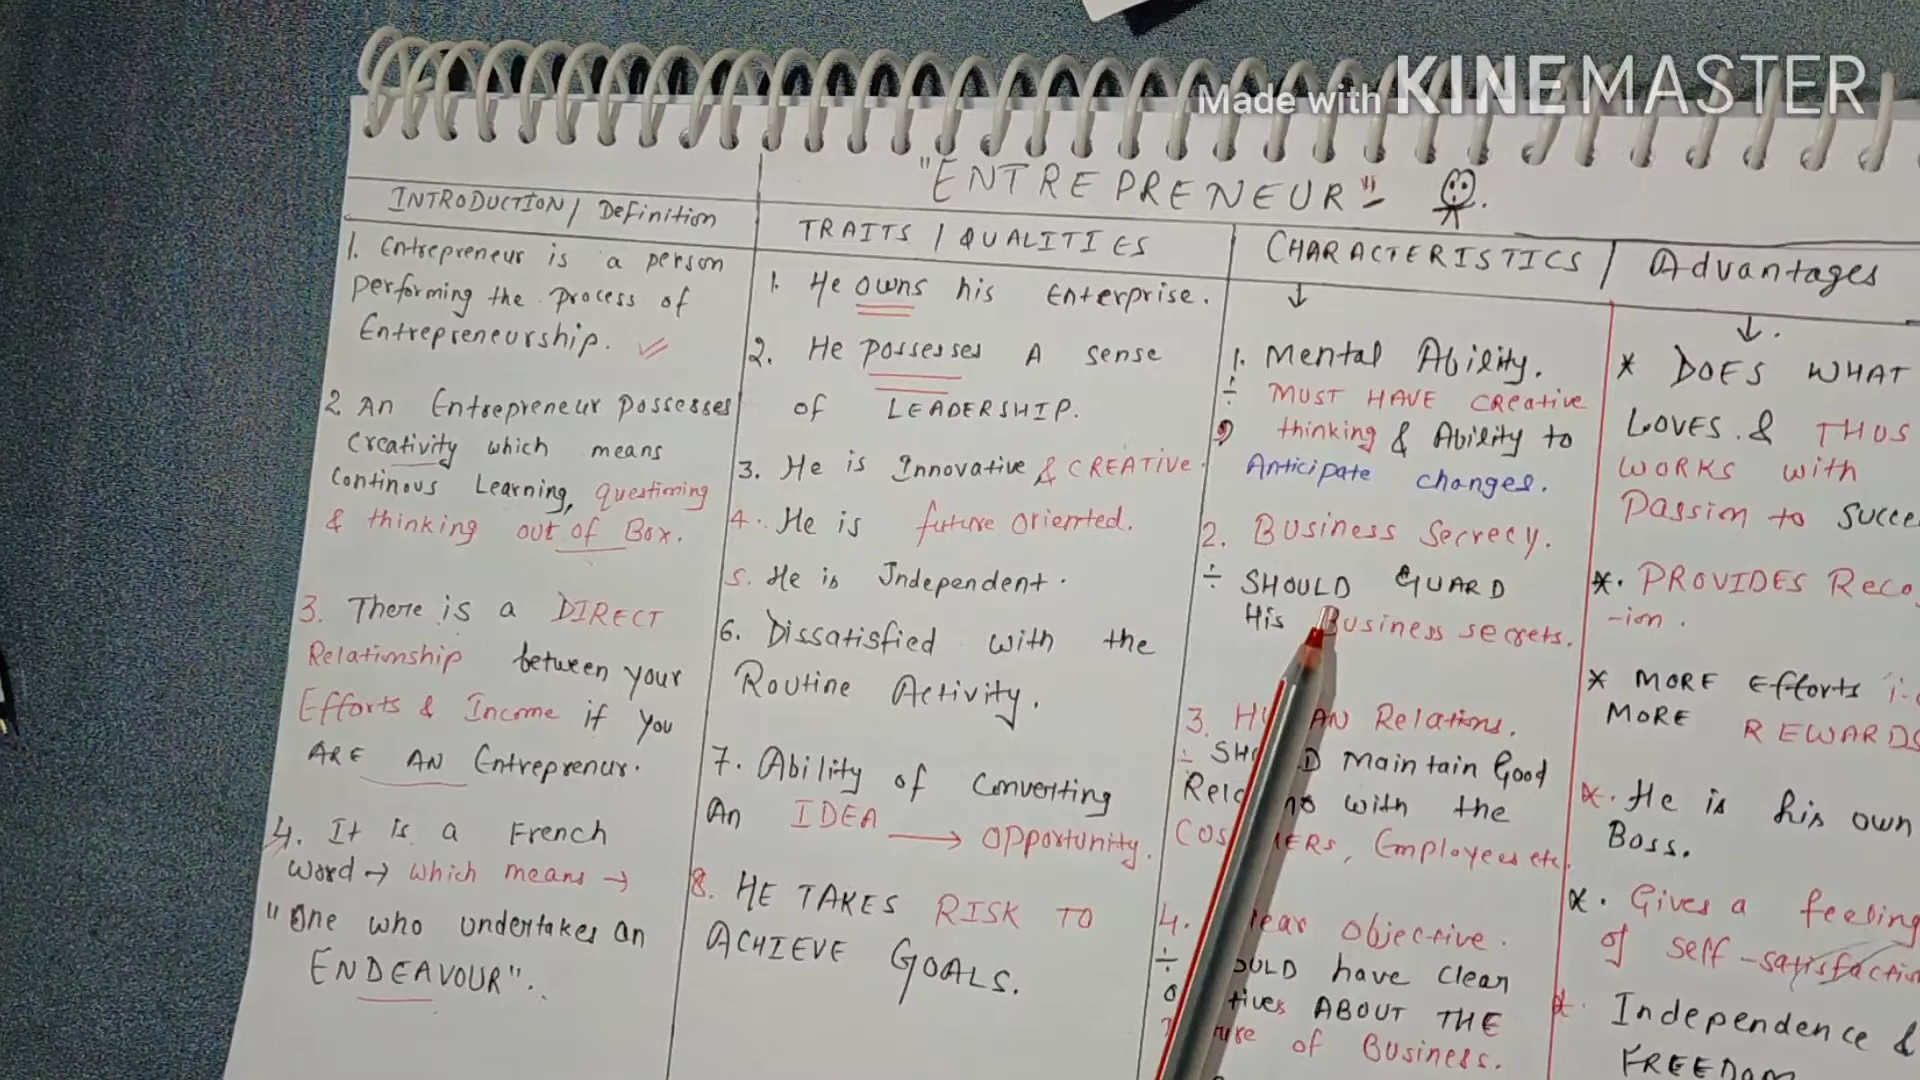 Made with KINEMASTER
"ENTREPRENEUR"
INTRODUCTION / Definition
1. Entrepreneur is a person
performing the process of
Entrepreneurship.
2 An Entrepreneur possesses
creativity which means
continous Learning, questioning
& thinking out of Box.
3. There is a DIRECT
Relationship between your
Efforts & Income if you
ARE AN Entreprenur.
4. It is a French
word → which means →
"One who undertakes an
ENDEAVOUR".
TRAITS / QUALITIES
1. He owns his Enterprise.
2. He possesses A sense
of LEADERSHIP.
3. He is Innovative & CREATIVE.
4. He is future oriented.
5. He is Independent.
6. Dissatisfied with the
Routine Activity.
7. Ability of converting
An IDEA → opportunity.
8. HE TAKES RISK TO
ACHIEVE GOALS.
CHARACTERISTICS
↓
1. Mental Ability.
÷ MUST HAVE creative
thinking & Ability to
Anticipate changes.
2. Business Secrecy.
÷ SHOULD GUARD
His Business secrets.
3. Relations.
Maintain Good
with the
Employees etc.
4. objective.
÷ have clear
ABOUT THE
of Business.
Advantages
↓
* DOES WHAT
LOVES & THUS
WORKS with
Passion to
* PROVIDES
-ion.
* MORE Efforts
MORE REWARDS
* He is his own
Boss.
* Gives a feeling
of self-satisfaction
* Independence &
FREEDOM